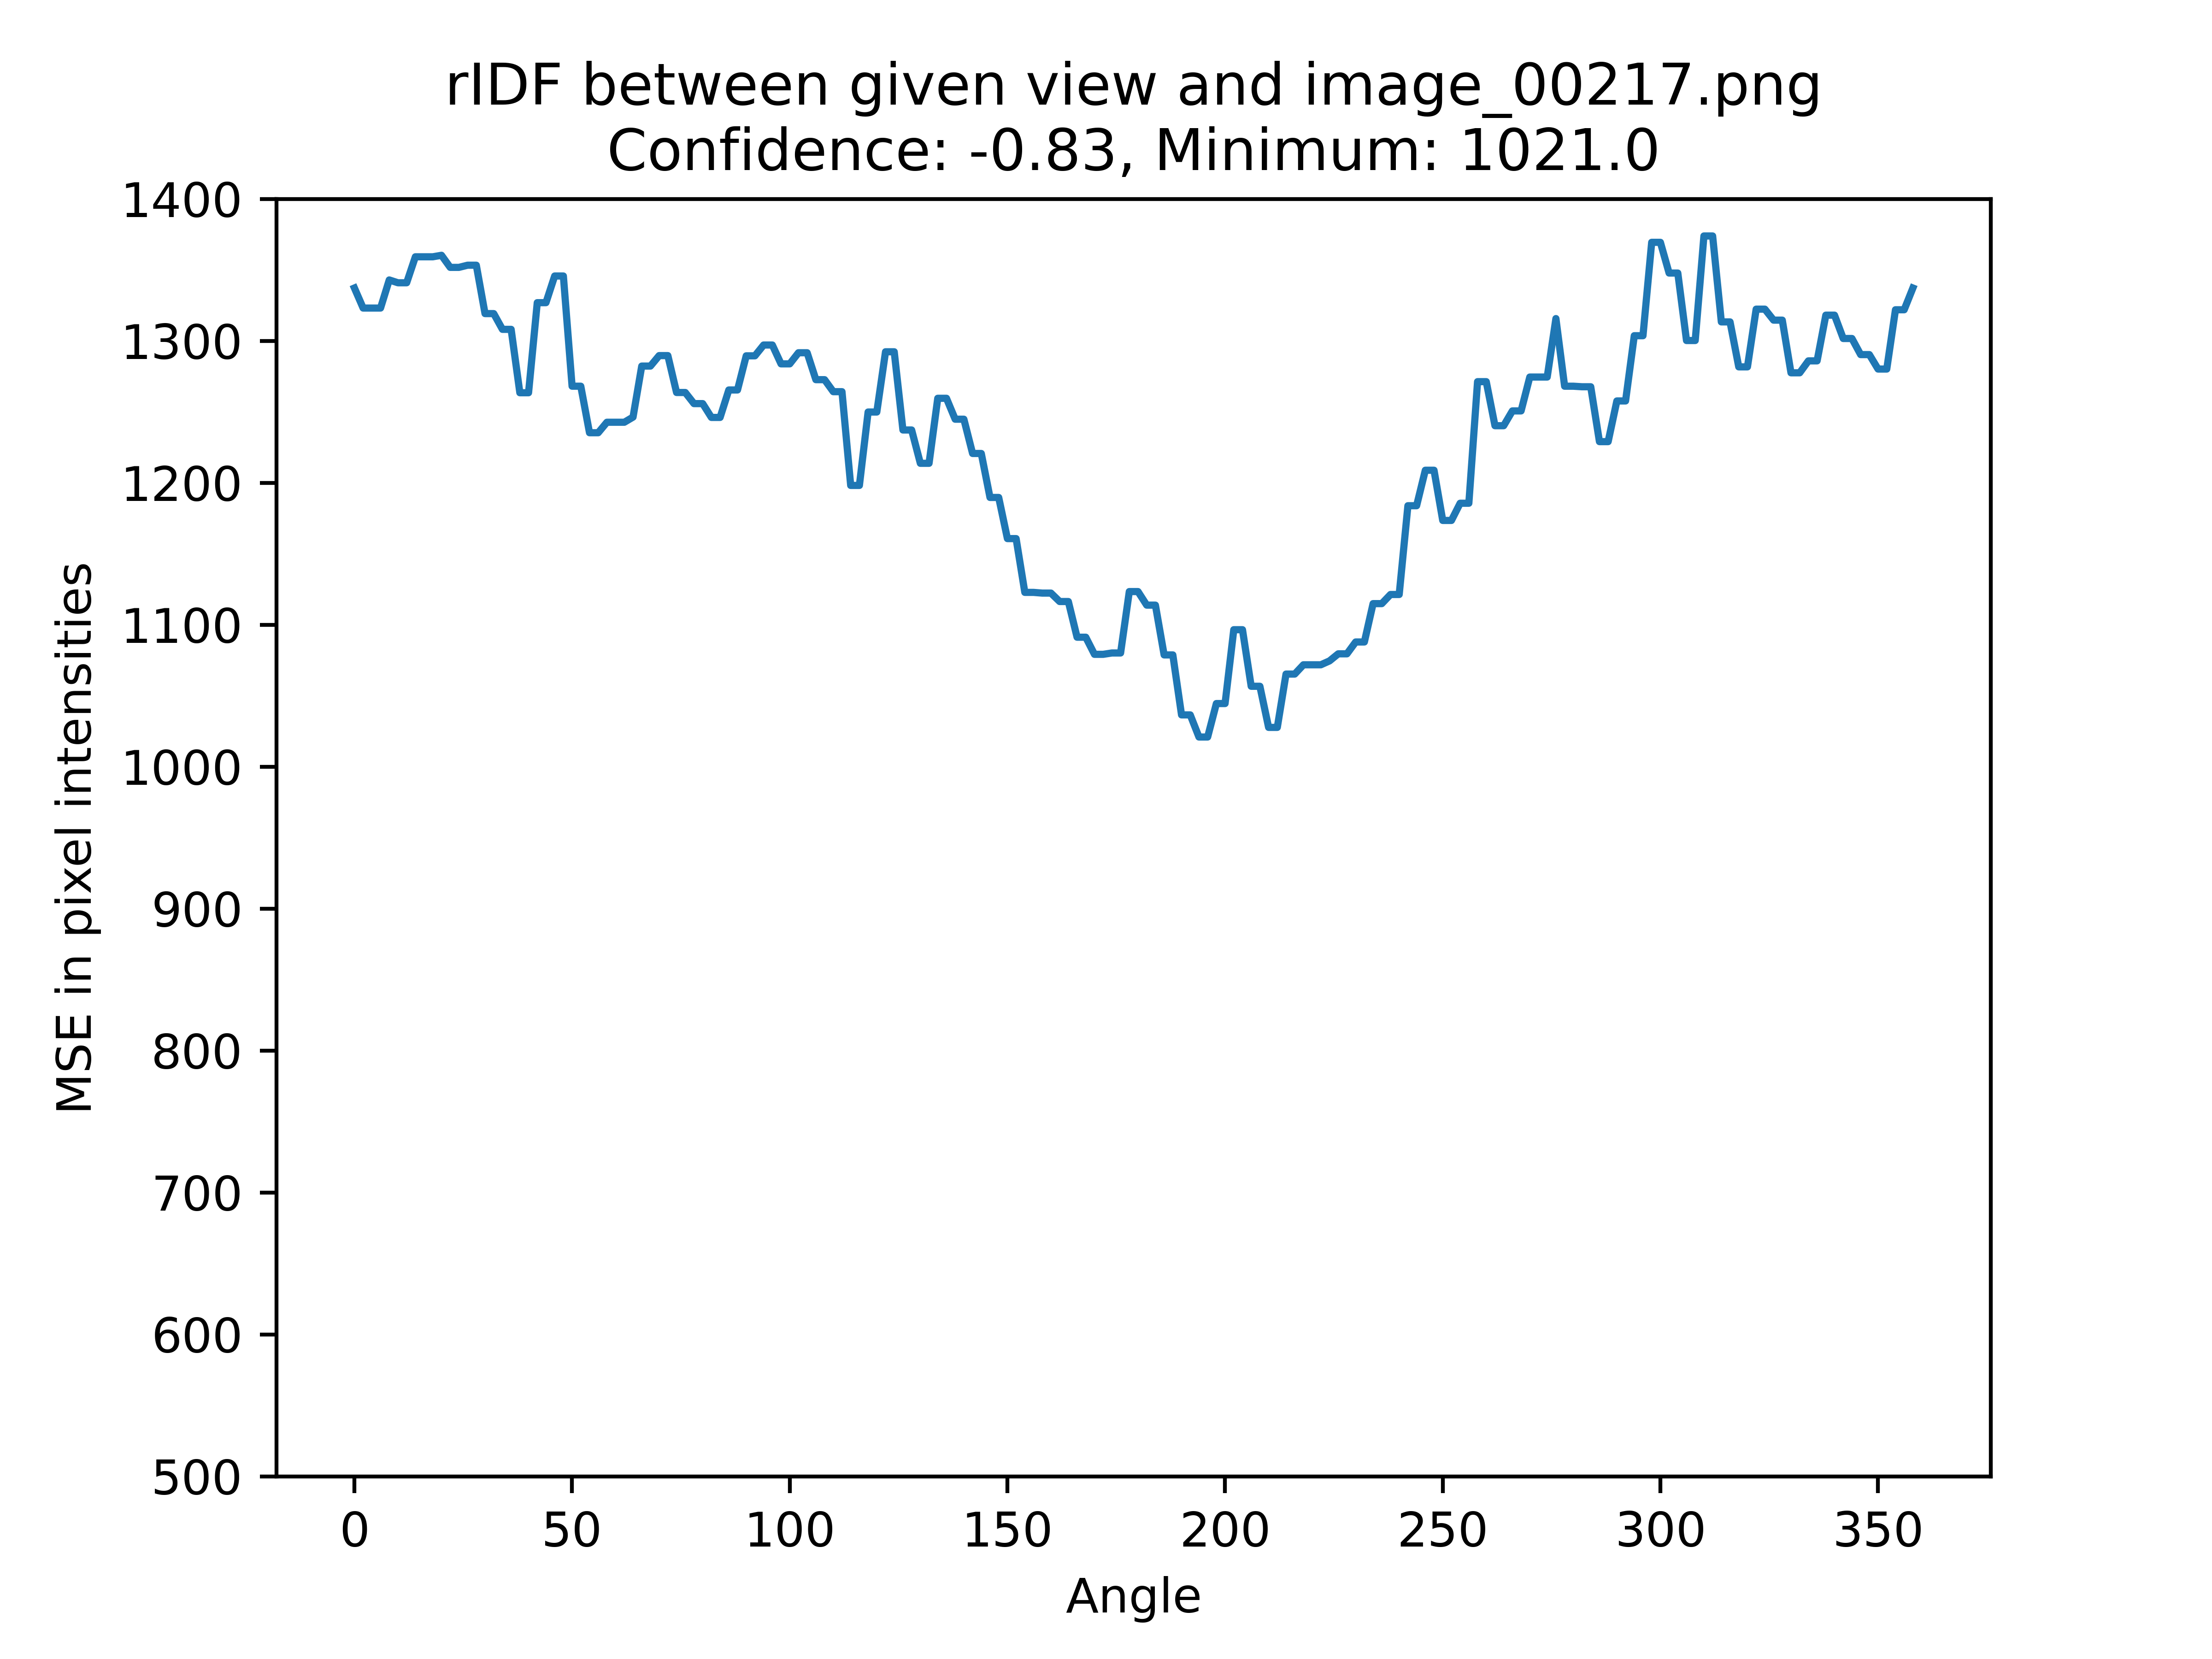 rIDF between given view and image_00217.png
Confidence: -0.83, Minimum: 1021.0
1400
1300
1200
1100
1000
900
800
700
600
500
MSE in pixel intensities
0 50 100 150 200 250 300 350
Angle